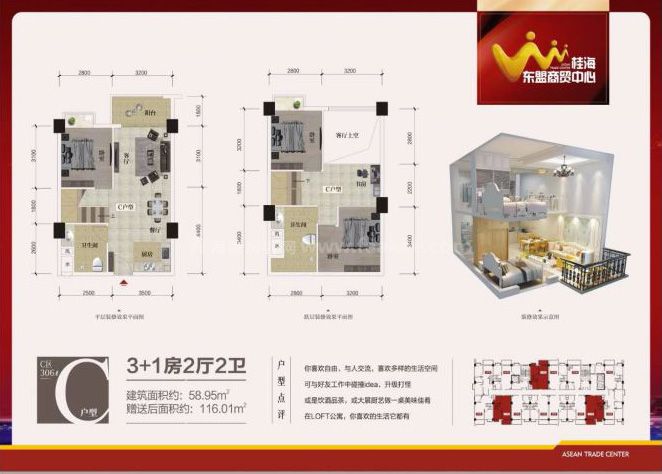 桂海
东盟商贸中心
2800
3200
3100
1800
2600
1800
3100
4400
阳台
卧室
客厅
C户型
餐厅
卫生间
厨房
2500
3500
平层装修效果平面图
2800
3200
3200
1800
3400
2800
2200
3400
客厅上空
卧室
C户型
书房
卫生间
卧室
2800
3200
跃层装修效果平面图
装修效果示意图
C区
306#
C
户型
3+1房2厅2卫
建筑面积约：58.95m²
赠送后面积约：116.01m²
户型点评
你喜欢自由，与人交流，喜欢多样的生活空间
可与好友工作中碰撞idea，升级打怪
或是饮酒品茶，或大展厨艺做一桌美味佳肴
在LOFT公寓，你喜欢的生活它都有
ASEAN TRADE CENTER